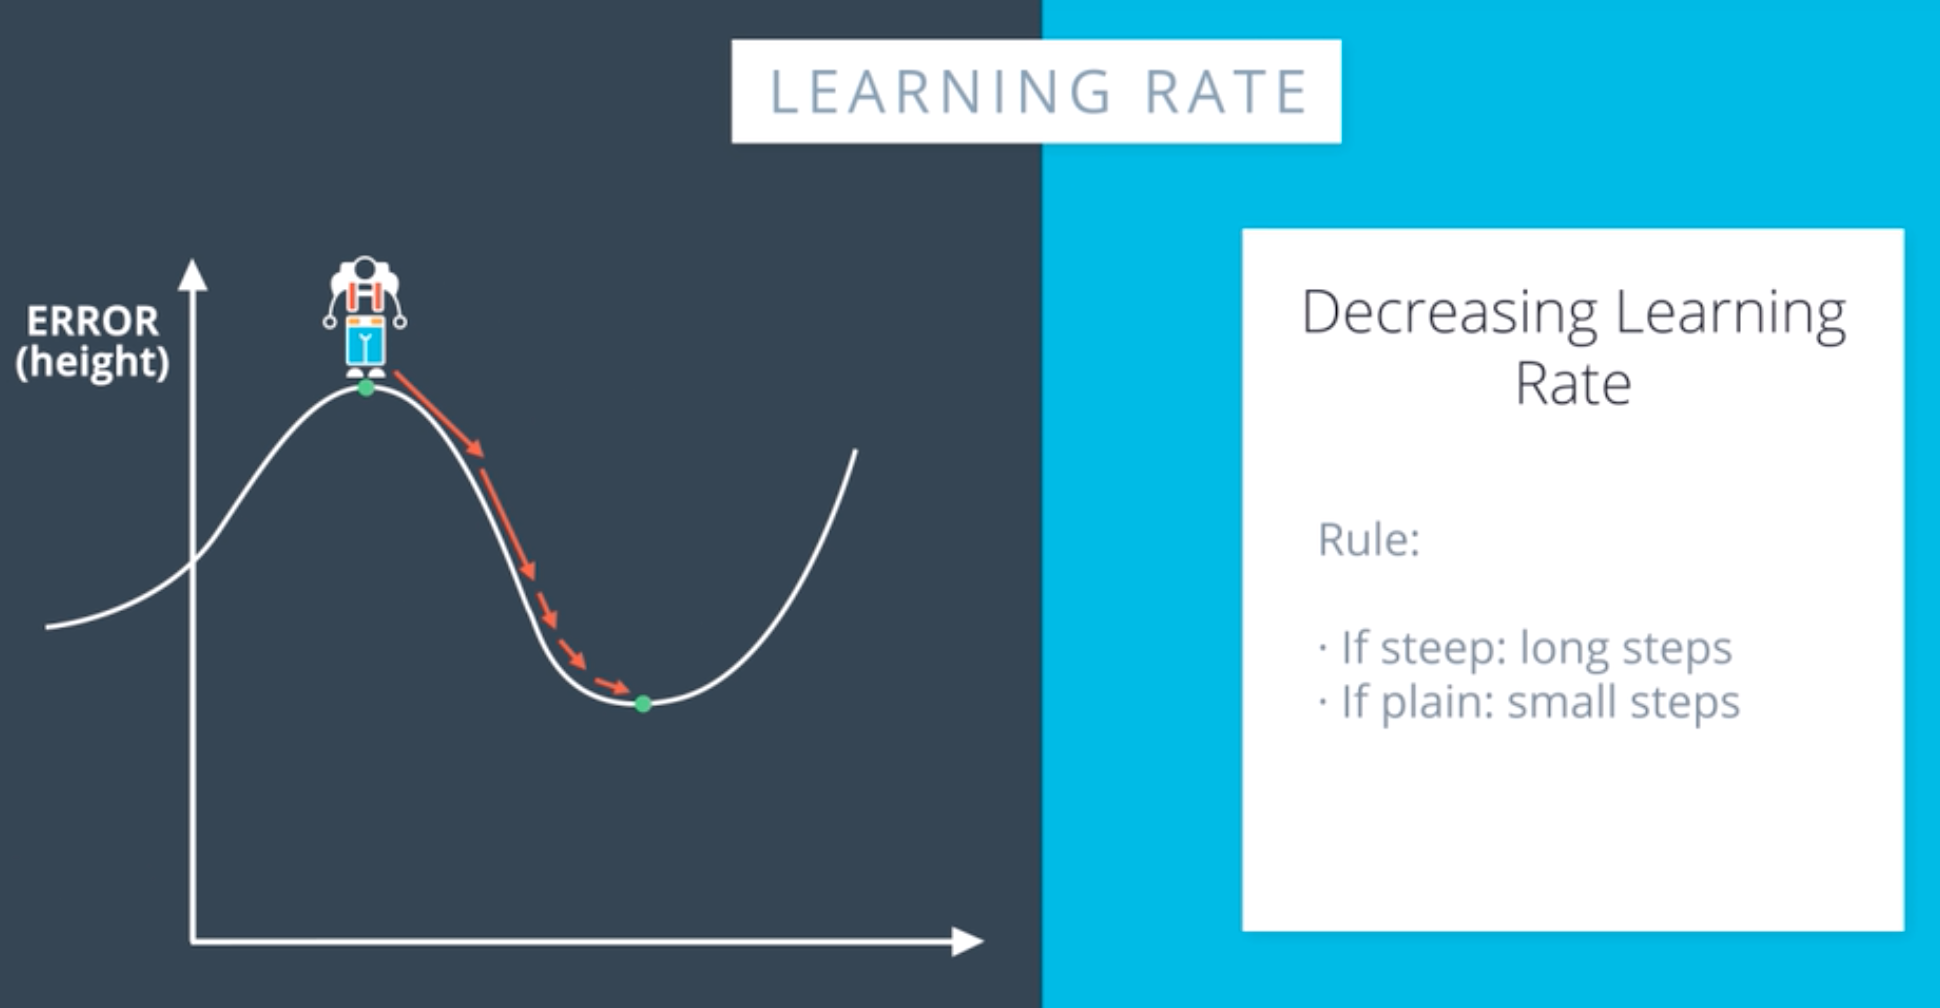 LEARNING RATE
ERROR
(height)
Decreasing Learning
Rate
Rule:
· If steep: long steps
· If plain: small steps